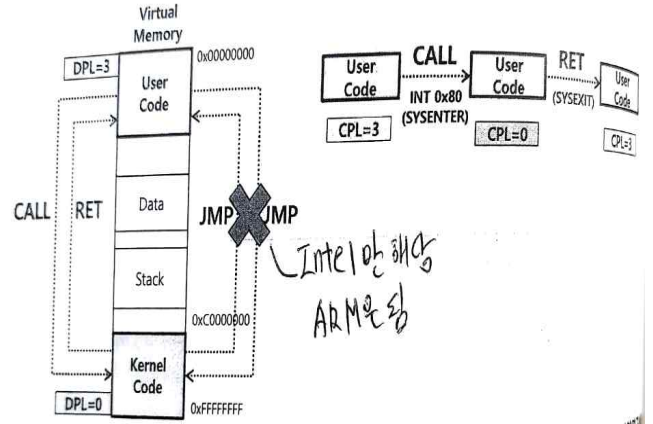 Virtual
Memory
0x00000000
DPL=3
User
Code
CALL
RET
Data
JMP
JMP
Stack
0xC0000000
Kernel
Code
DPL=0
0xFFFFFFFF
User
Code
CALL
INT 0x80
(SYSENTER)
User
Code
RET
(SYSEXIT)
User
Code
CPL=3
CPL=0
CPL=3
Intel만 해당
ARM은 됨